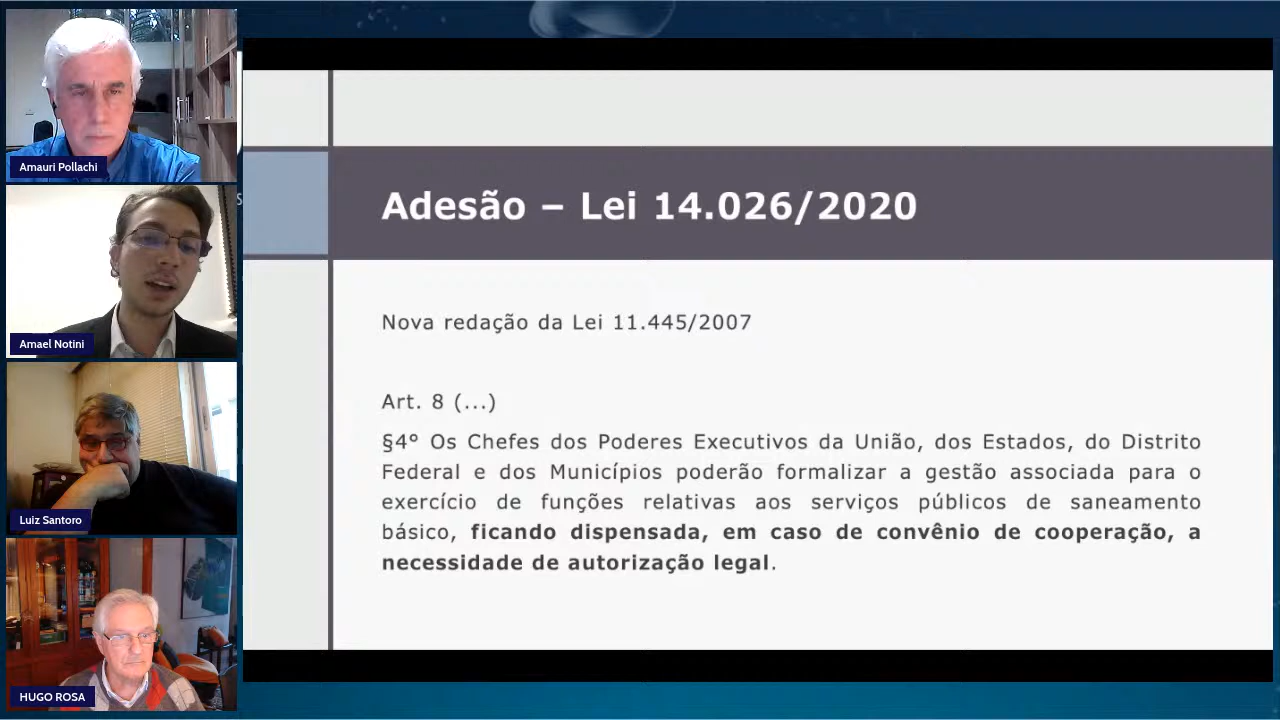 Amauri Pollachi
Amael Notini
Luiz Santoro
HUGO ROSA
Adesão – Lei 14.026/2020
Nova redação da Lei 11.445/2007
Art. 8 (...)
§4° Os Chefes dos Poderes Executivos da União, dos Estados, do Distrito
Federal e dos Municípios poderão formalizar a gestão associada para o
exercício de funções relativas aos serviços públicos de saneamento
básico, ficando dispensada, em caso de convênio de cooperação, a
necessidade de autorização legal.